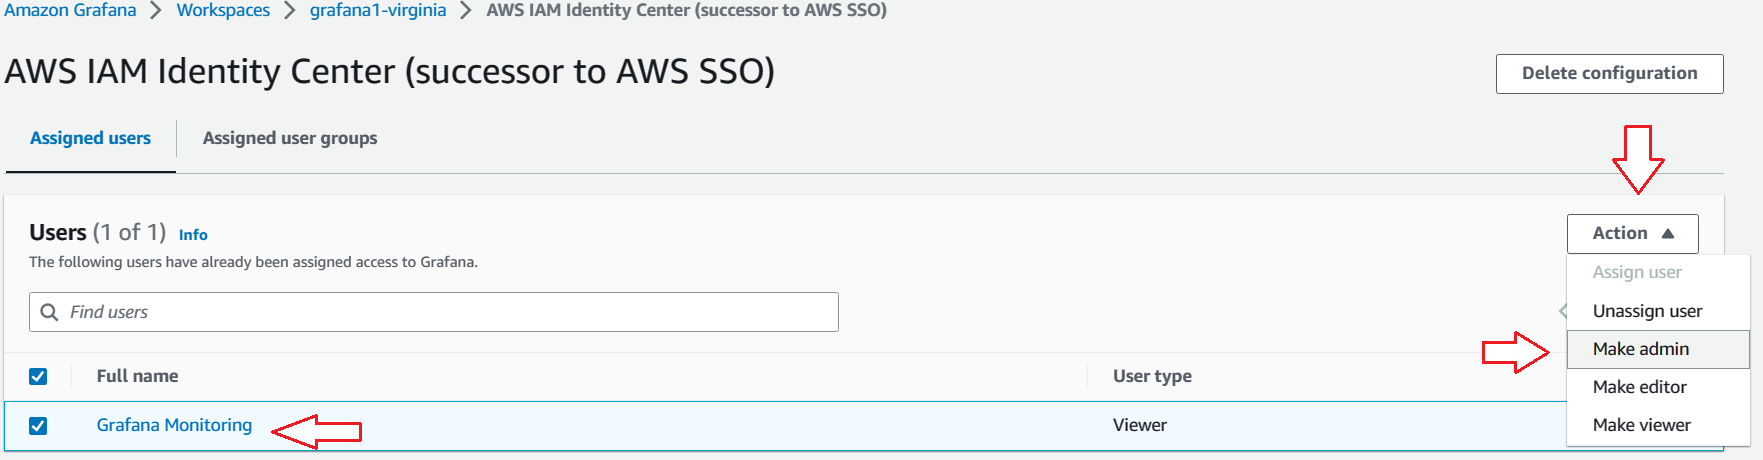 Amazon Grafana > Workspaces > grafana1-virginia > AWS IAM Identity Center (successor to AWS SSO)
AWS IAM Identity Center (successor to AWS SSO)
Delete configuration
Assigned users
Assigned user groups
Users (1 of 1) Info
The following users have already been assigned access to Grafana.
Action
Assign user
Unassign user
Make admin
Make editor
Make viewer
Find users
Full name
User type
Grafana Monitoring
Viewer